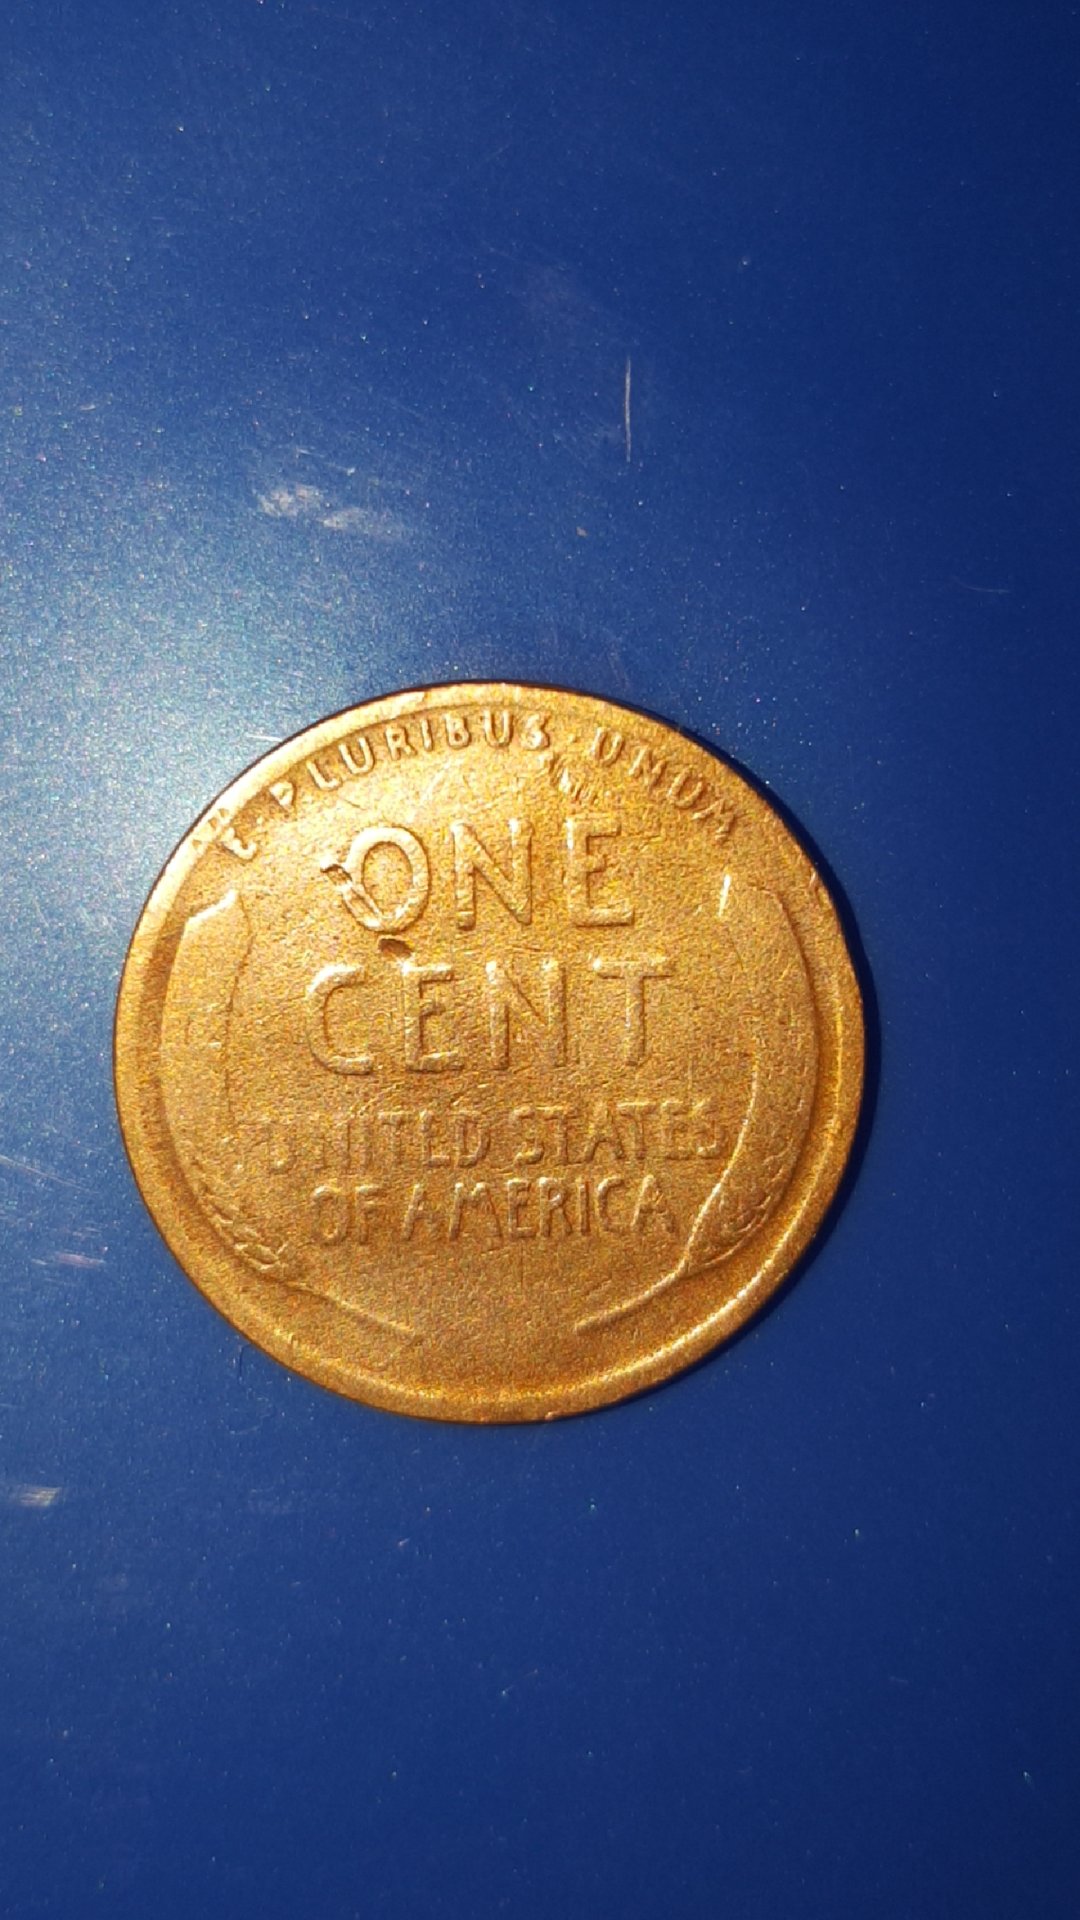 E·PLURIBUS·UNUM
ONE
CENT
UNITED STATES
OF AMERICA